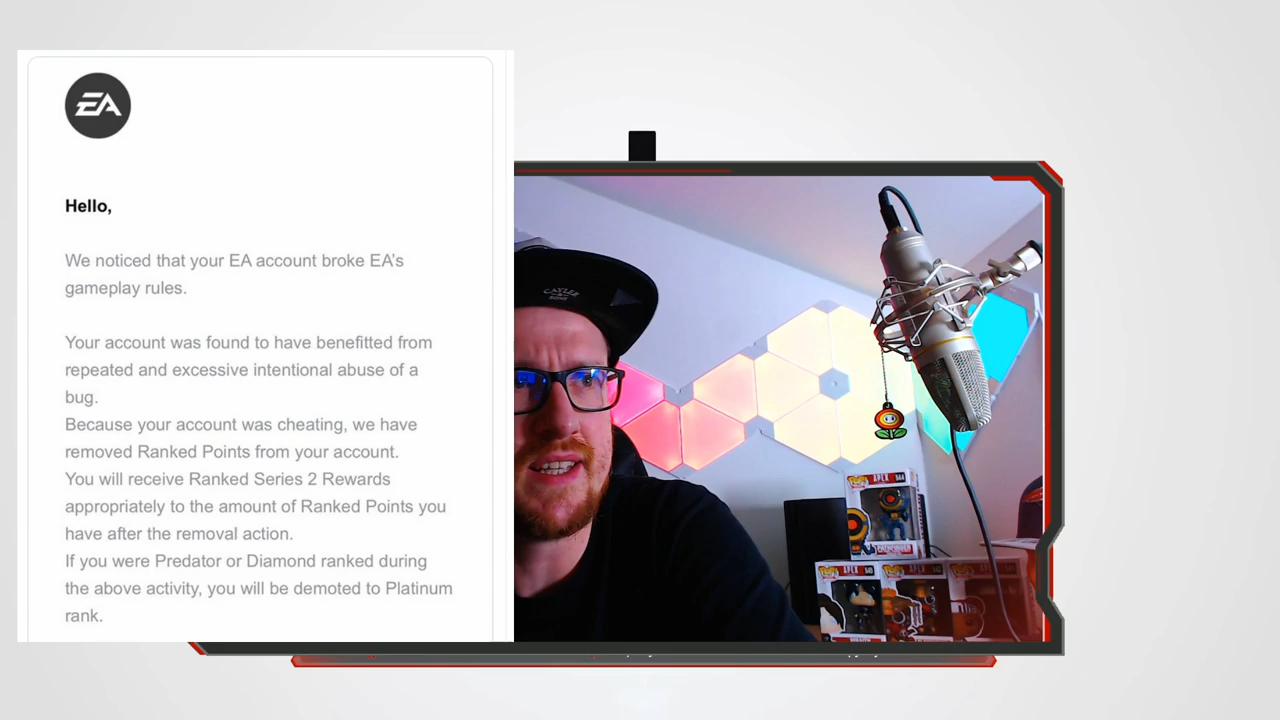 EA
Hello,
We noticed that your EA account broke EA's
gameplay rules.
Your account was found to have benefitted from
repeated and excessive intentional abuse of a
bug.
Because your account was cheating, we have
removed Ranked Points from your account.
You will receive Ranked Series 2 Rewards
appropriately to the amount of Ranked Points you
have after the removal action.
If you were Predator or Diamond ranked during
the above activity, you will be demoted to Platinum
rank.
CAYLER
& SONS
APEX
PATHFINDER
APEX
APEX